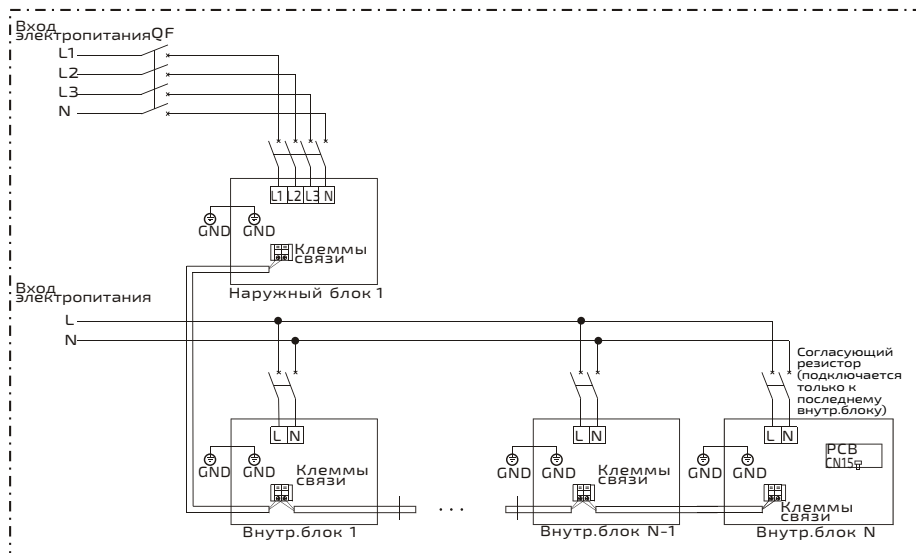 Вход
электропитания QF
L1
L2
L3
N
L1 L2 L3 N
GND GND
Клеммы
связи
Наружный блок 1
Вход
электропитания
L
N
Согласующий
резистор
(подключается
только к
последнему
внутр.блоку)
L N
GND GND
Клеммы
связи
Внутр.блок 1
...
L N
GND GND
Клеммы
связи
Внутр.блок N-1
L N
GND GND
PCB
CN15
Клеммы
связи
Внутр.блок N